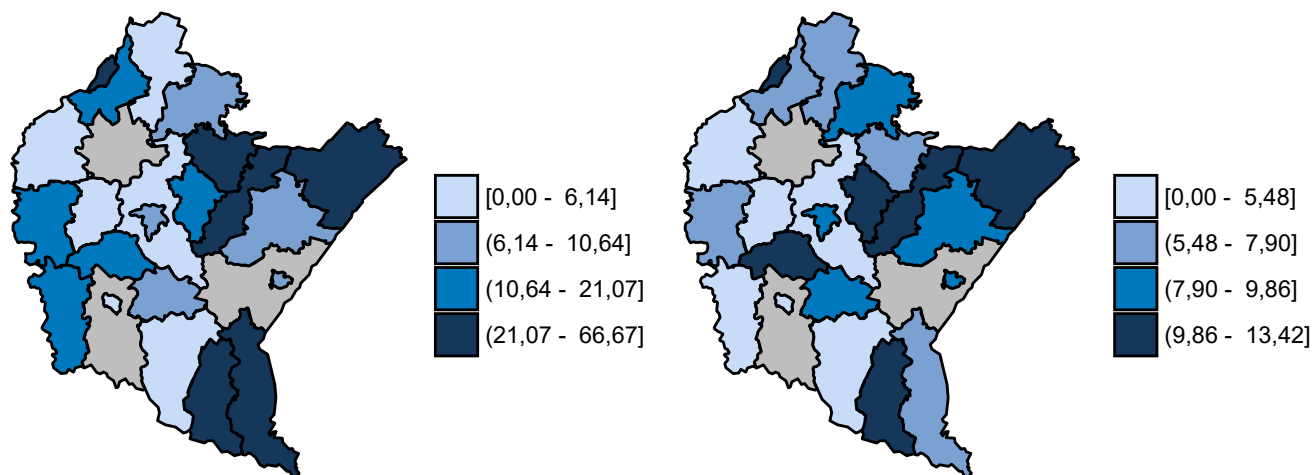 [0,00 - 6,14]
(6,14 - 10,64]
(10,64 - 21,07]
(21,07 - 66,67]
[0,00 - 5,48]
(5,48 - 7,90]
(7,90 - 9,86]
(9,86 - 13,42]